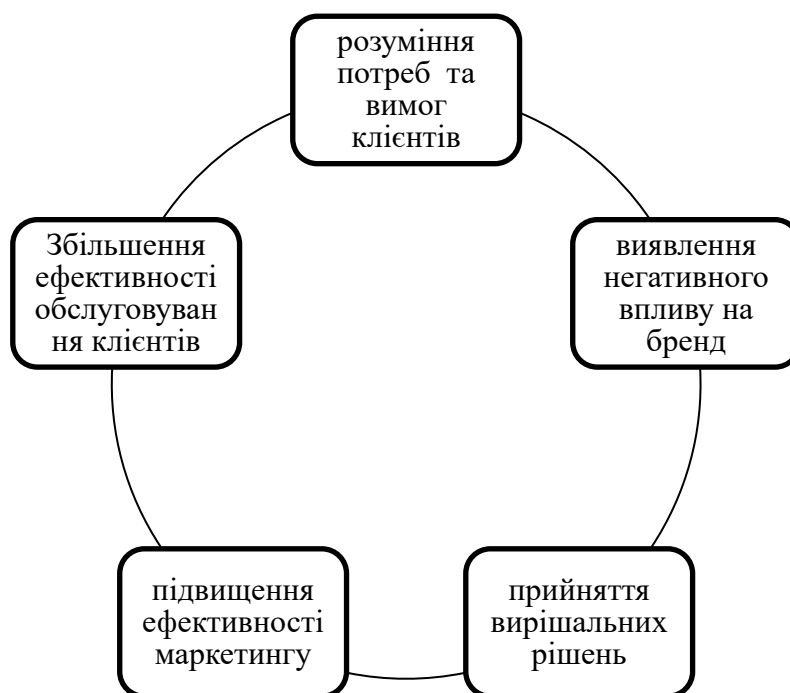 розуміння
потреб та
вимог
клієнтів
виявлення
негативного
впливу на
бренд
прийняття
вирішальних
рішень
підвищення
ефективності
маркетингу
Збільшення
ефективності
обслуговуван
ня клієнтів